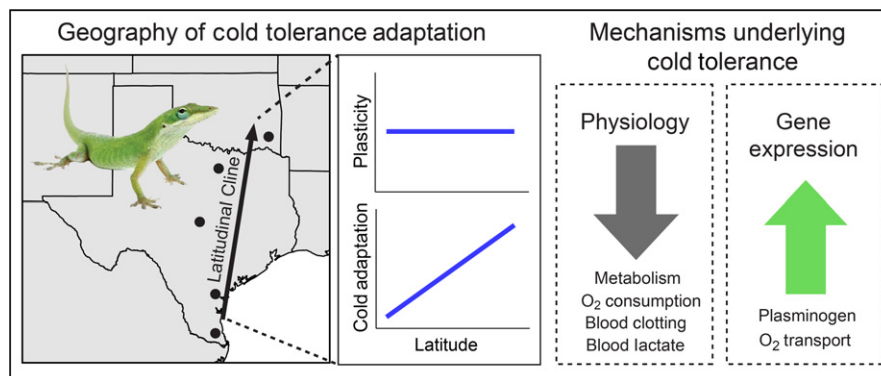 Geography of cold tolerance adaptation
Latitudinal Cline
Plasticity
Cold adaptation
Latitude
Mechanisms underlying
cold tolerance
Physiology
Metabolism
O₂ consumption
Blood clotting
Blood lactate
Gene
expression
Plasminogen
O₂ transport